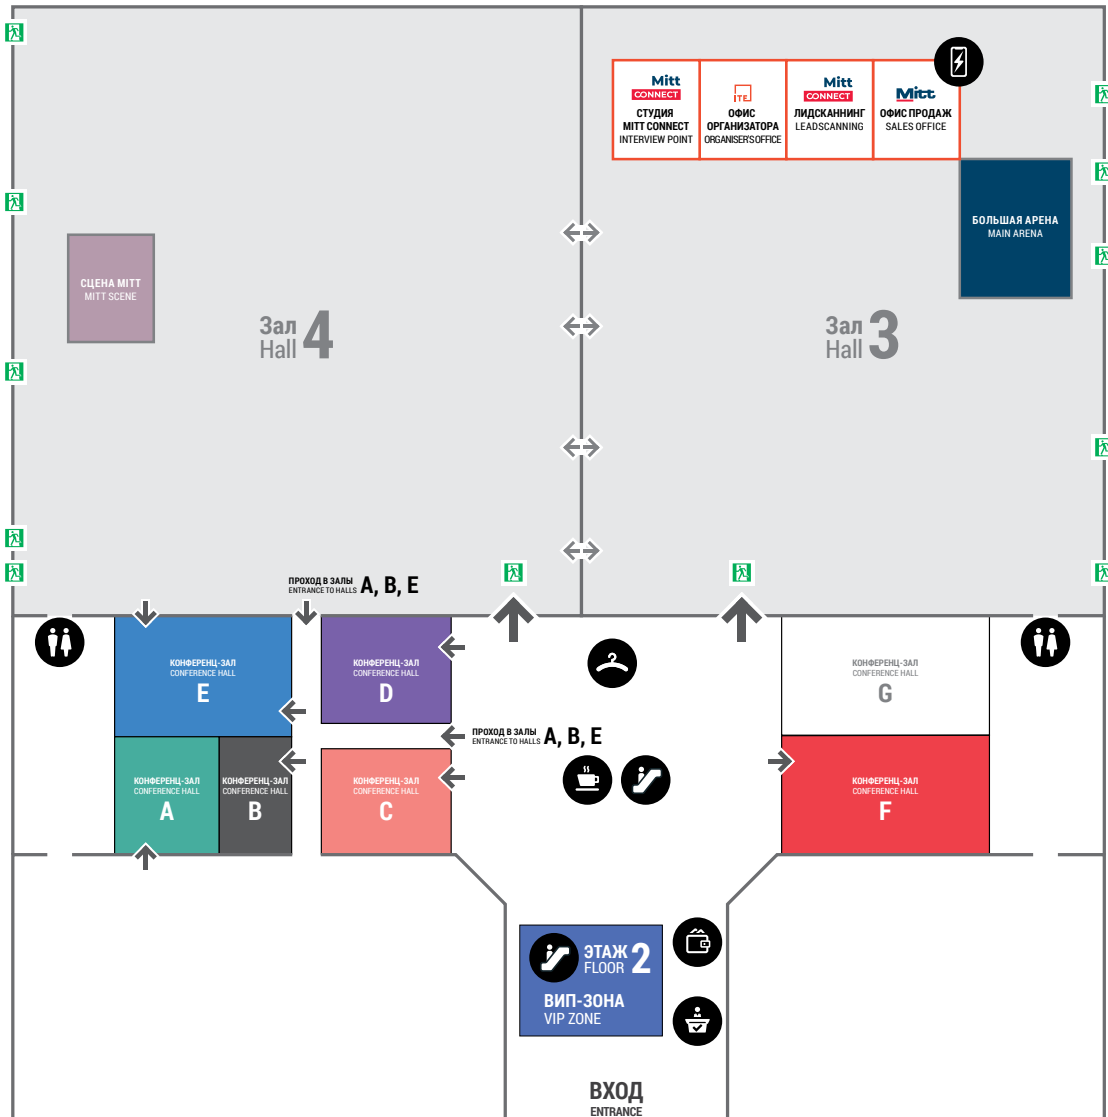 Mitt
CONNECT
СТУДИЯ
MITT CONNECT
INTERVIEW POINT
ITE
ОФИС
ОРГАНИЗАТОРА
ORGANISER'S OFFICE
Mitt
CONNECT
ЛИДСКАННИНГ
LEADSCANNING
Mitt
ОФИС ПРОДАЖ
SALES OFFICE
БОЛЬШАЯ АРЕНА
MAIN ARENA
СЦЕНА MITT
MITT SCENE
Зал
Hall 4
Зал
Hall 3
ПРОХОД В ЗАЛЫ
ENTRANCE TO HALLS A, B, E
КОНФЕРЕНЦ-ЗАЛ
CONFERENCE HALL
E
КОНФЕРЕНЦ-ЗАЛ
CONFERENCE HALL
D
КОНФЕРЕНЦ-ЗАЛ
CONFERENCE HALL
G
ПРОХОД В ЗАЛЫ
ENTRANCE TO HALLS A, B, E
КОНФЕРЕНЦ-ЗАЛ
CONFERENCE HALL
A
КОНФЕРЕНЦ-ЗАЛ
CONFERENCE HALL
B
КОНФЕРЕНЦ-ЗАЛ
CONFERENCE HALL
C
КОНФЕРЕНЦ-ЗАЛ
CONFERENCE HALL
F
ЭТАЖ
FLOOR 2
ВИП-ЗОНА
VIP ZONE
ВХОД
ENTRANCE